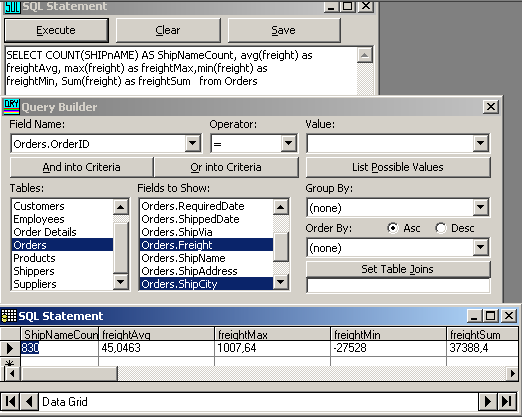 SQL SQL Statement
Execute Clear Save
SELECT COUNT(SHIPnAME) AS ShipNameCount, avg(freight) as
freightAvg, max(freight) as freightMax,min(freight) as
freightMin, Sum(freight) as freightSum from Orders
QRY Query Builder
Field Name: Operator: Value:
Orders.OrderID =
And into Criteria Or into Criteria List Possible Values
Tables: Fields to Show: Group By:
Customers Orders.RequiredDate
Employees Orders.ShippedDate (none)
Order Details Orders.ShipVia Order By: Asc Desc
Orders Orders.Freight (none)
Products Orders.ShipName
Shippers Orders.ShipAddress Set Table Joins
Suppliers Orders.ShipCity
SQL Statement
ShipNameCoun freightAvg freightMax freightMin freightSum
830 45,0463 1007,64 -27528 37388,4
Data Grid